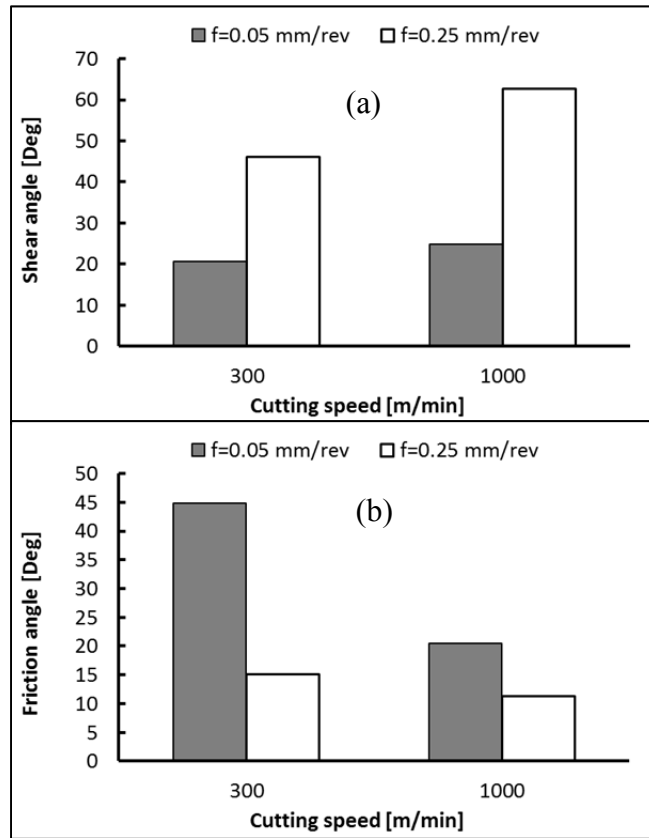 f=0.05 mm/rev f=0.25 mm/rev
(a)
Shear angle [Deg]
70
60
50
40
30
20
10
0
300 1000
Cutting speed [m/min]
f=0.05 mm/rev f=0.25 mm/rev
(b)
Friction angle [Deg]
50
45
40
35
30
25
20
15
10
5
0
300 1000
Cutting speed [m/min]